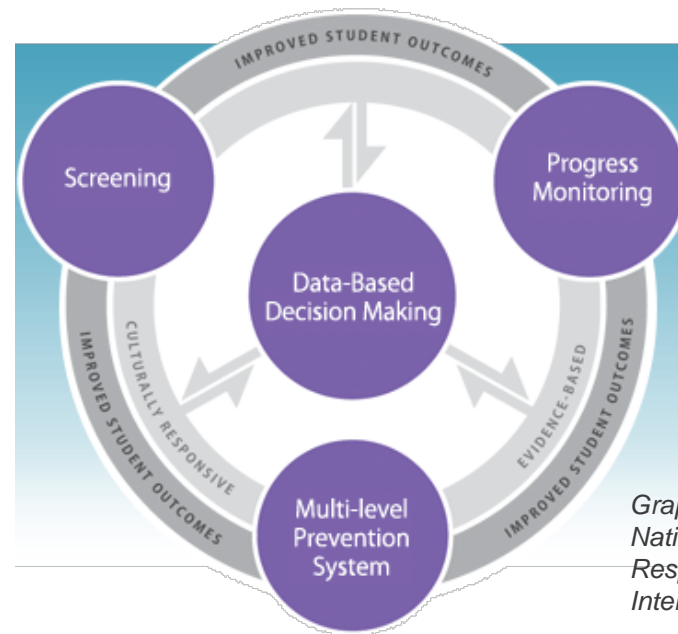 IMPROVED STUDENT OUTCOMES
Screening
Progress
Monitoring
Data-Based
Decision Making
CULTURALLY RESPONSIVE
EVIDENCE-BASED
IMPROVED STUDENT OUTCOMES
IMPROVED STUDENT OUTCOMES
Multi-level
Prevention
System